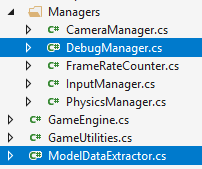 Managers
C# CameraManager.cs
C# DebugManager.cs
C# FrameRateCounter.cs
C# InputManager.cs
C# PhysicsManager.cs
C# GameEngine.cs
C# GameUtilities.cs
C# ModelDataExtractor.cs